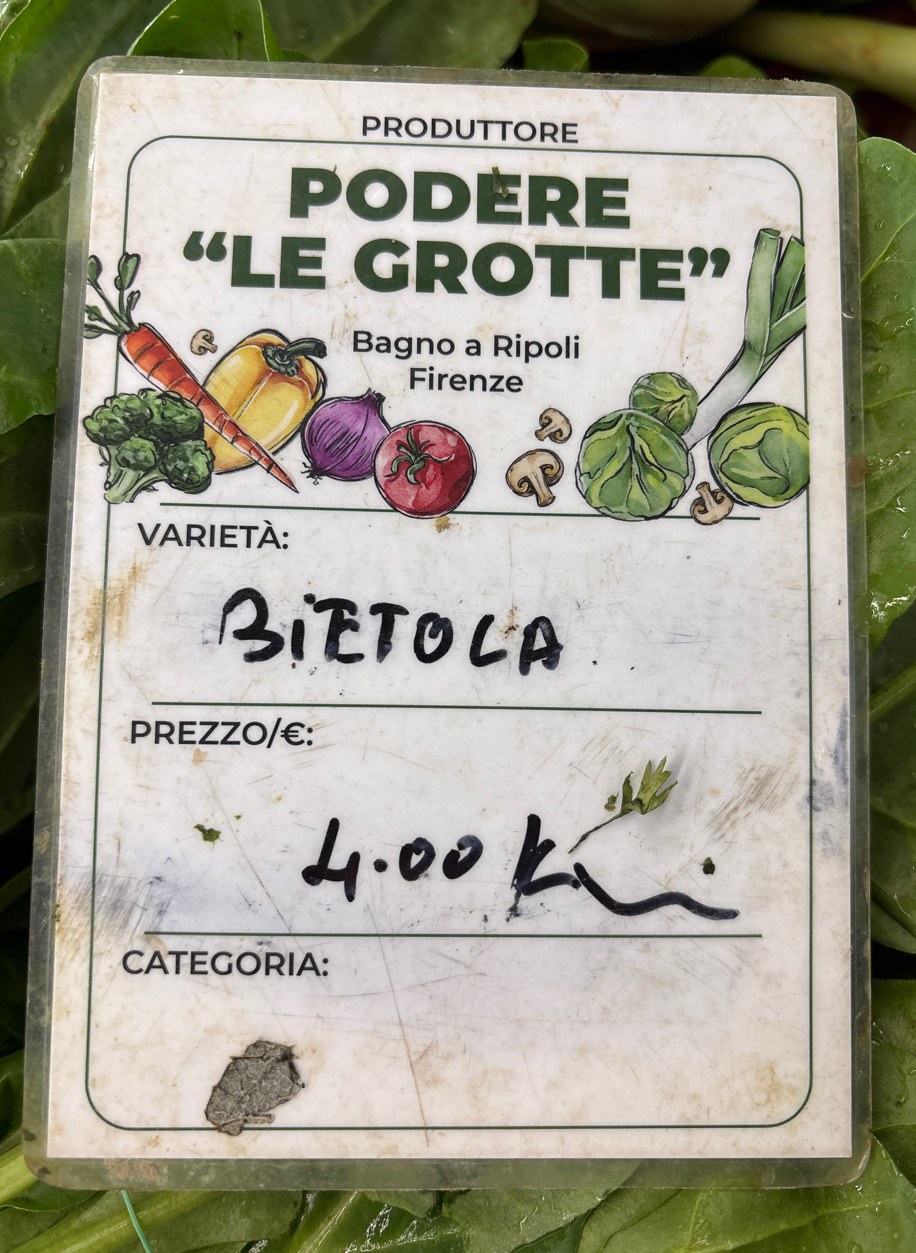 PRODUTTORE
PODERE
“LE GROTTE”
Bagno a Ripoli
Firenze
VARIETÀ:
BiETOLA
PREZZO/€:
4.00 K
CATEGORIA: